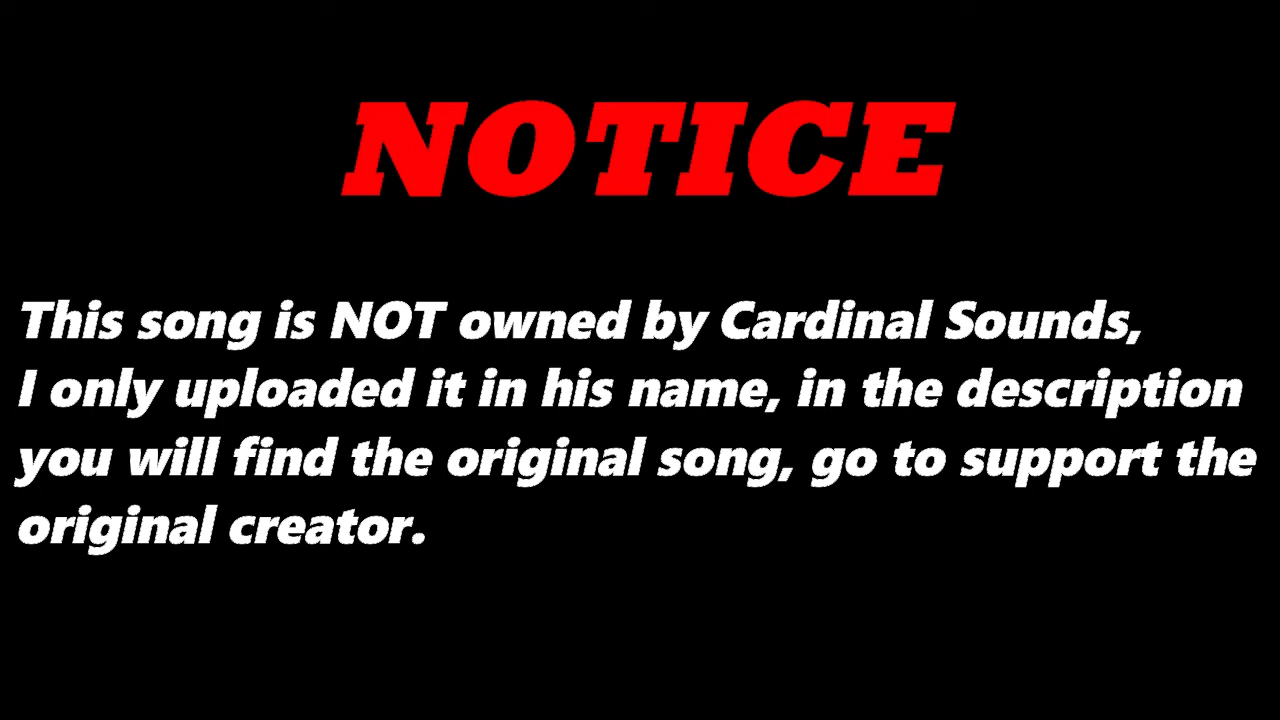 NOTICE
This song is NOT owned by Cardinal Sounds,
I only uploaded it in his name, in the description
you will find the original song, go to support the
original creator.